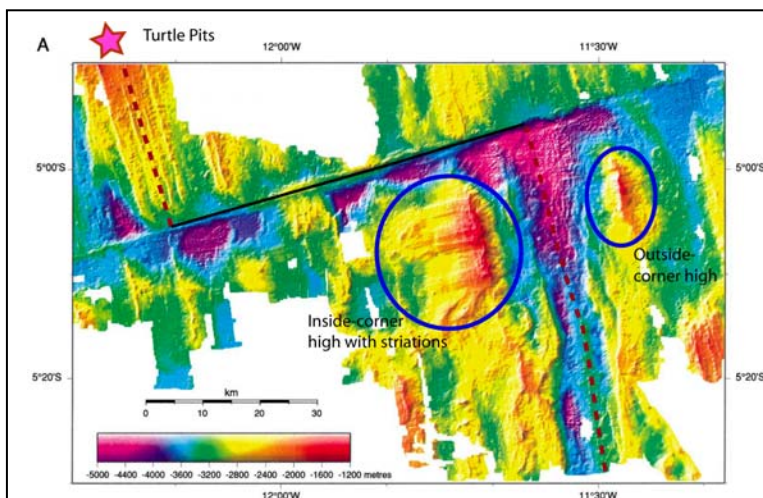 A
Turtle Pits
12°00'W
11°30'W
5°00'S
5°00'S
Outside-
corner high
Inside-corner
high with striations
5°20'S
5°20'S
km
0 10 20 30
-5000 -4400 -3600 -3200 -2800 -2400 -2000 -1600 -1200 metres
12°00'W
11°30'W